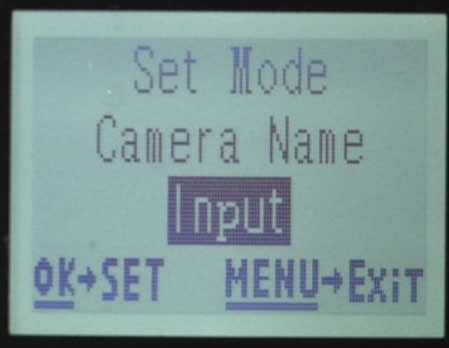 Set Mode
Camera Name
Input
OK→SET MENU→EXiT